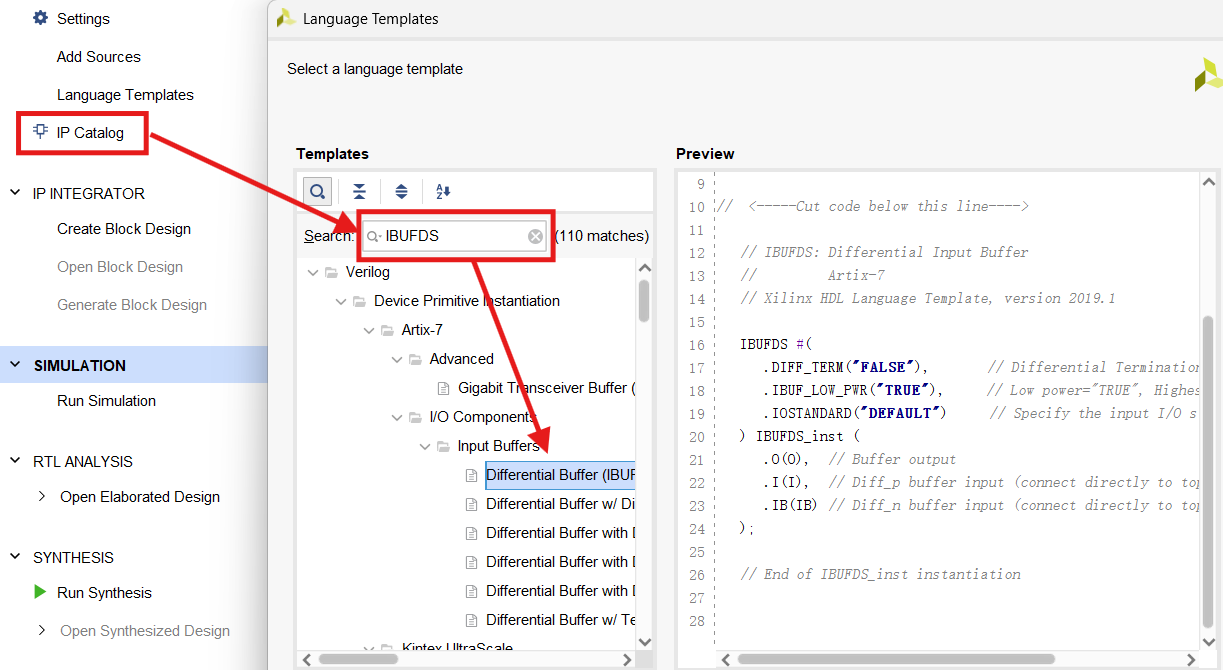 Settings
Add Sources
Language Templates
IP Catalog
IP INTEGRATOR
Create Block Design
Open Block Design
Generate Block Design
SIMULATION
Run Simulation
RTL ANALYSIS
Open Elaborated Design
SYNTHESIS
Run Synthesis
Open Synthesized Design
Language Templates
Select a language template
Templates
Search: IBUFDS (110 matches)
Verilog
Device Primitive Instantiation
Artix-7
Advanced
Gigabit Transceiver Buffer (
I/O Components
Input Buffers
Differential Buffer (IBUF
Differential Buffer w/ Di
Differential Buffer with
Differential Buffer with
Differential Buffer with
Differential Buffer w/ Te
Kintex UltraScale
Preview
9
10 // <-----Cut code below this line---->
11
12 // IBUFDS: Differential Input Buffer
13 // Artix-7
14 // Xilinx HDL Language Template, version 2019.1
15
16 IBUFDS #(
17 .DIFF_TERM("FALSE"), // Differential Termination
18 .IBUF_LOW_PWR("TRUE"), // Low power="TRUE", Highes
19 .IOSTANDARD("DEFAULT") // Specify the input I/O s
20 ) IBUFDS_inst (
21 .O(O), // Buffer output
22 .I(I), // Diff_p buffer input (connect directly to top
23 .IB(IB) // Diff_n buffer input (connect directly to top
24 );
25
26 // End of IBUFDS_inst instantiation
27
28